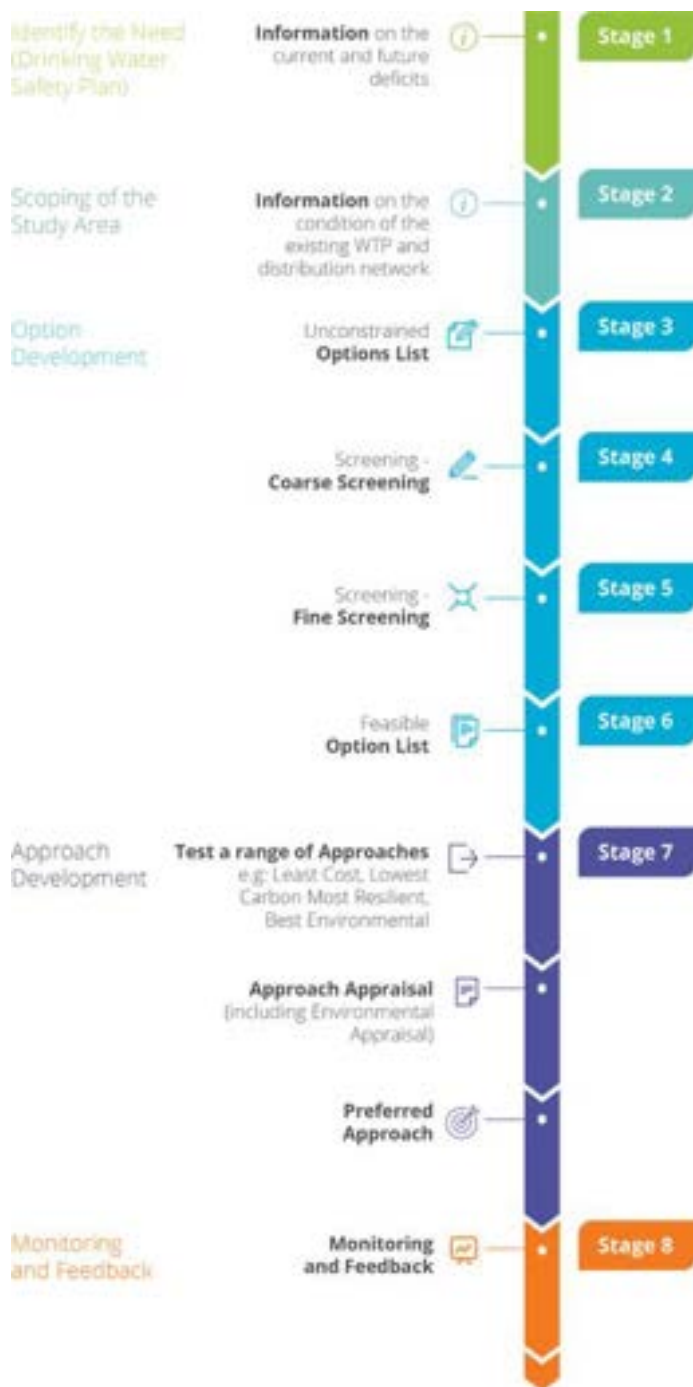 Identify the Need
(Drinking Water
Safety Plan)
Information on the
current and future
deficits
Stage 1
Scoping of the
Study Area
Information on the
condition of the
existing WTP and
distribution network
Stage 2
Option
Development
Unconstrained
Options List
Stage 3
Screening -
Coarse Screening
Stage 4
Screening -
Fine Screening
Stage 5
Feasible
Option List
Stage 6
Approach
Development
Test a range of Approaches
e.g: Least Cost, Lowest
Carbon Most Resilient,
Best Environmental
Stage 7
Approach Appraisal
(including Environmental
Appraisal)
Preferred
Approach
Monitoring
and Feedback
Monitoring
and Feedback
Stage 8